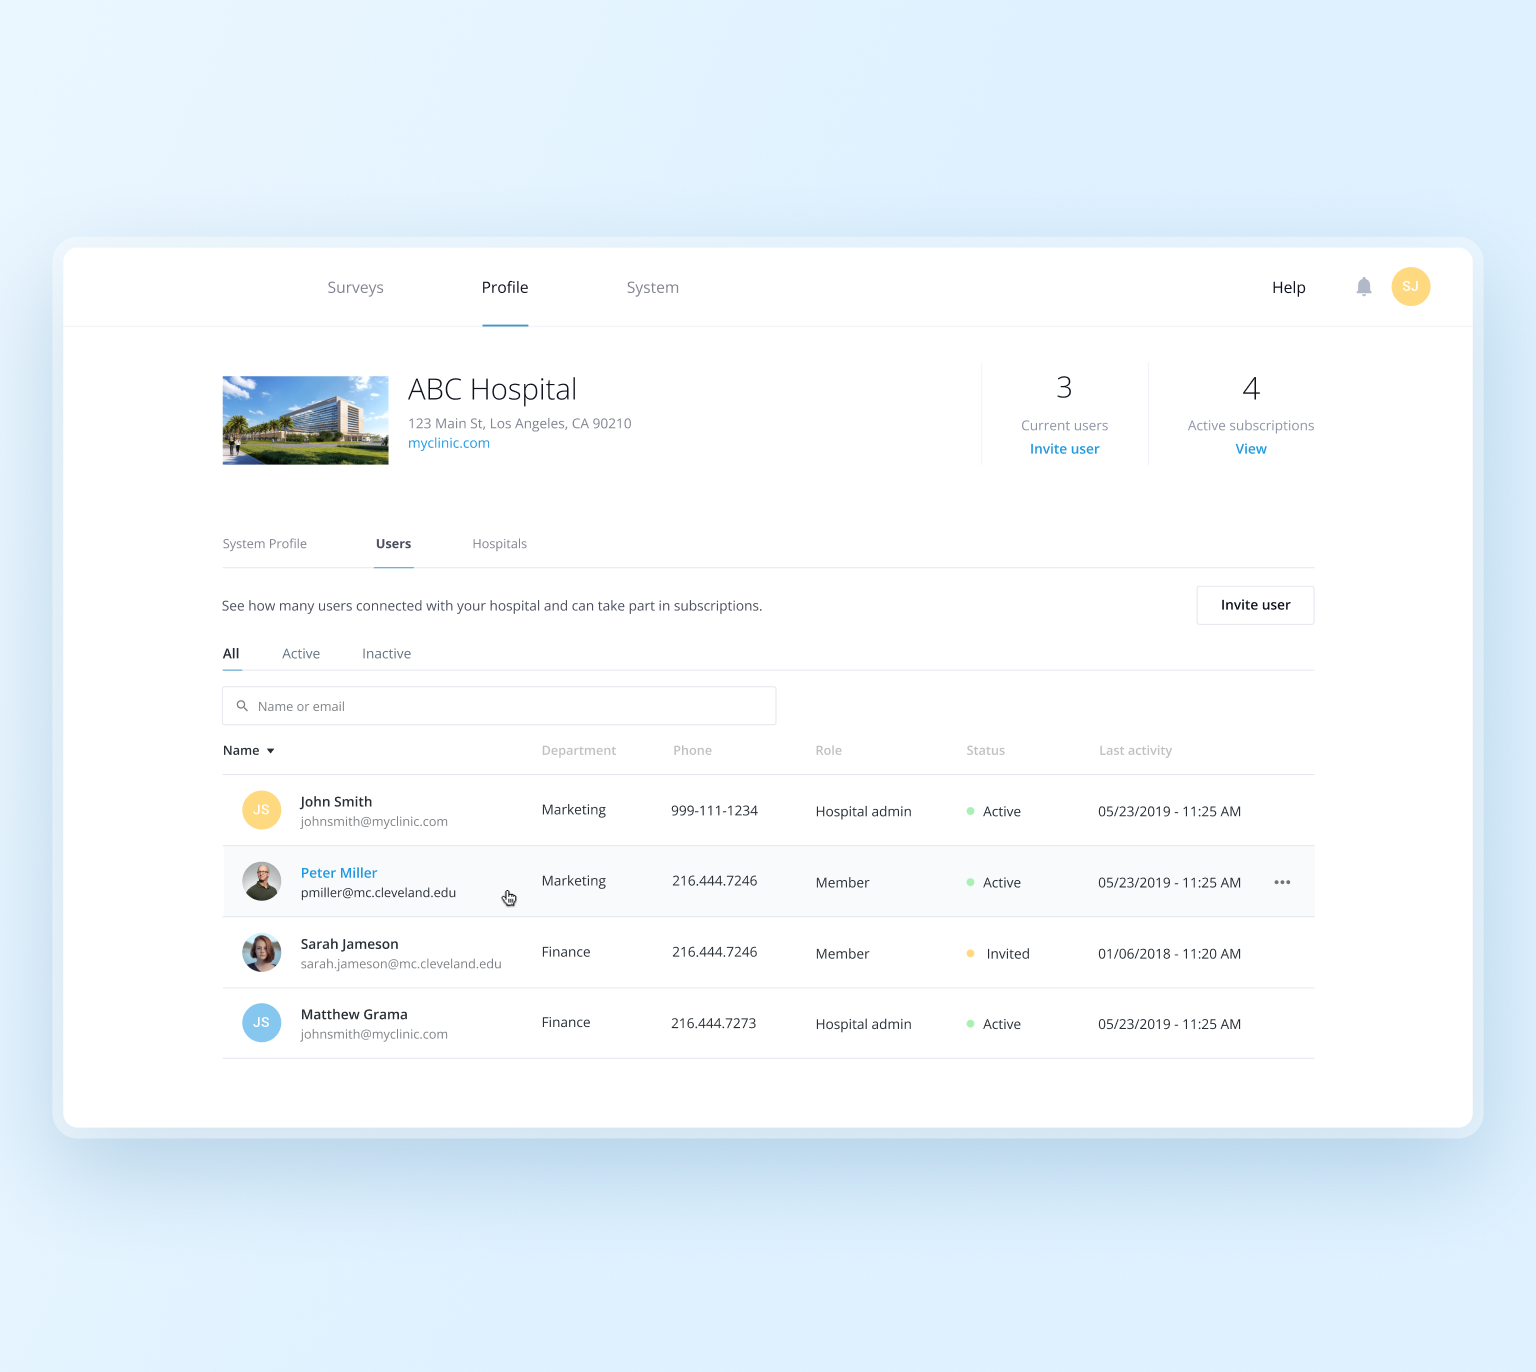 Surveys Profile System Help SJ
ABC Hospital
123 Main St, Los Angeles, CA 90210
myclinic.com
3
Current users
Invite user
4
Active subscriptions
View
System Profile Users Hospitals
See how many users connected with your hospital and can take part in subscriptions.
Invite user
All Active Inactive
Name or email
Name Department Phone Role Status Last activity
JS
John Smith
johnsmith@myclinic.com
Marketing 999-111-1234 Hospital admin Active 05/23/2019 - 11:25 AM
Peter Miller
pmiller@mc.cleveland.edu
Marketing 216.444.7246 Member Active 05/23/2019 - 11:25 AM
Sarah Jameson
sarah.jameson@mc.cleveland.edu
Finance 216.444.7246 Member Invited 01/06/2018 - 11:20 AM
JS
Matthew Grama
johnsmith@myclinic.com
Finance 216.444.7273 Hospital admin Active 05/23/2019 - 11:25 AM